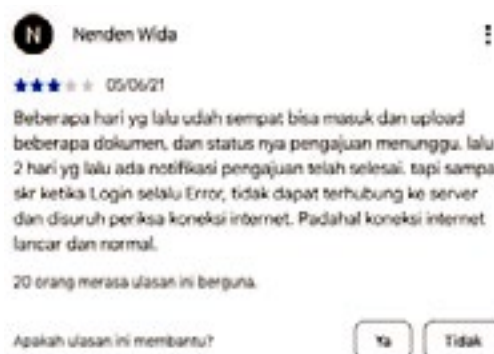 N
Nenden Wida
05/06/21
Beberapa hari yg lalu udah sempat bisa masuk dan upload
beberapa dokumen, dan status nya pengajuan menunggu. lalu
2 hari yg lalu ada notifikasi pengajuan telah selesai. tapi sampa
skr ketika Login selalu Error, tidak dapat terhubung ke server
dan disuruh periksa koneksi internet. Padahal koneksi internet
lancar dan normal.
20 orang merasa ulasan ini berguna.
Apakah ulasan ini membantu?
Ya
Tidak